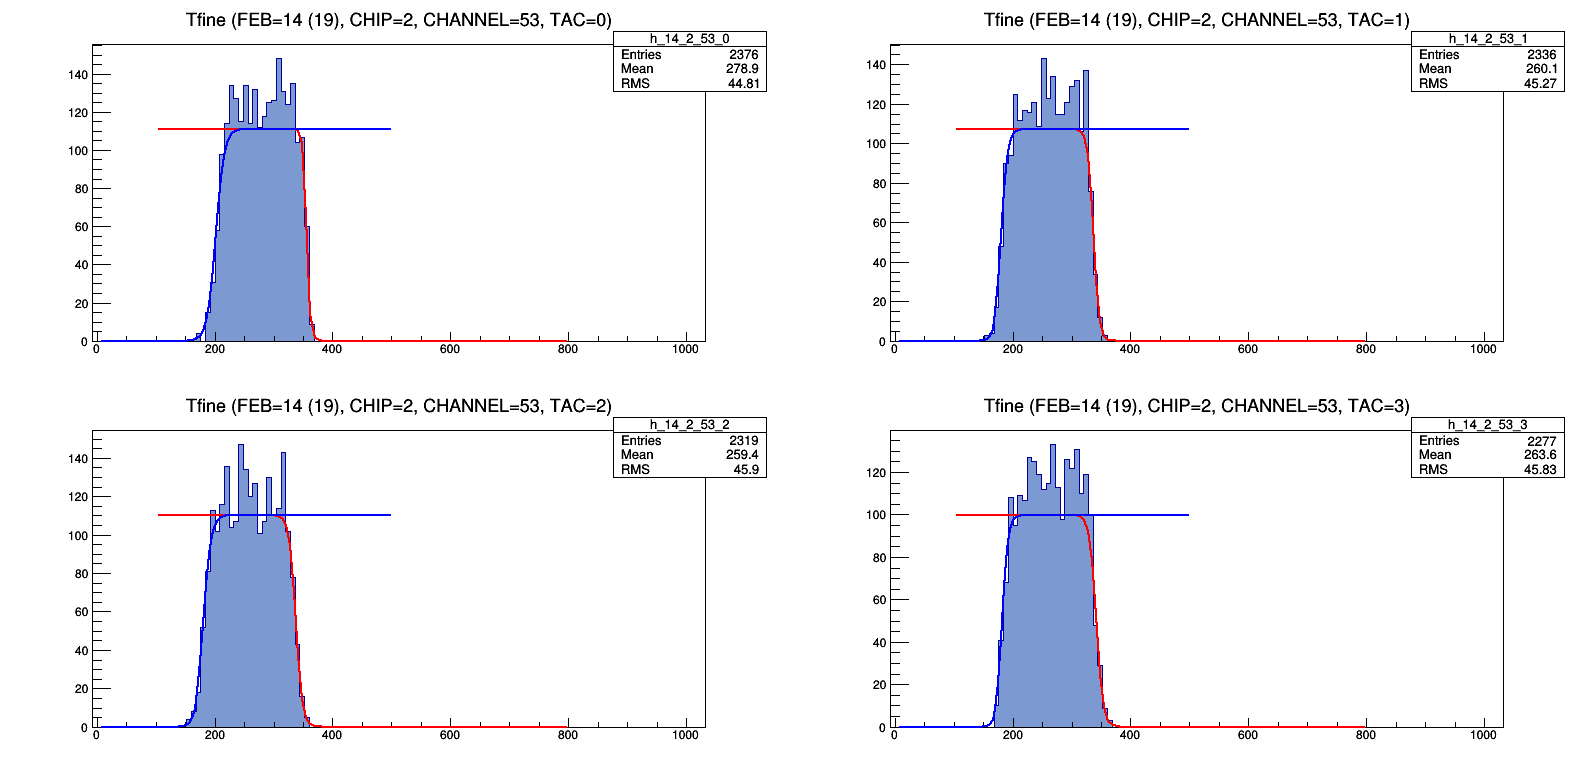 Tfine (FEB=14 (19), CHIP=2, CHANNEL=53, TAC=0)
h_14_2_53_0
Entries 2376
Mean 278.9
RMS 44.81
140
120
100
80
60
40
20
0
0 200 400 600 800 1000
Tfine (FEB=14 (19), CHIP=2, CHANNEL=53, TAC=1)
h_14_2_53_1
Entries 2336
Mean 260.1
RMS 45.27
140
120
100
80
60
40
20
0
0 200 400 600 800 1000
Tfine (FEB=14 (19), CHIP=2, CHANNEL=53, TAC=2)
h_14_2_53_2
Entries 2319
Mean 259.4
RMS 45.9
140
120
100
80
60
40
20
0
0 200 400 600 800 1000
Tfine (FEB=14 (19), CHIP=2, CHANNEL=53, TAC=3)
h_14_2_53_3
Entries 2277
Mean 263.6
RMS 45.83
120
100
80
60
40
20
0
0 200 400 600 800 1000